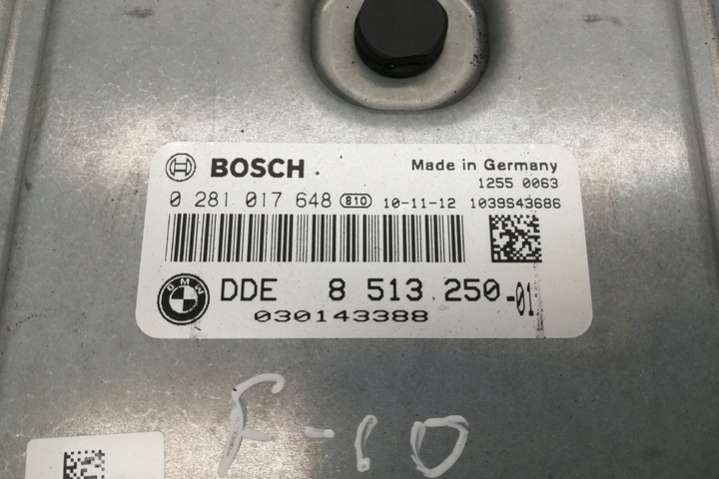 BOSCH
Made in Germany
1255 0063
0 281 017 648 810 10-11-12 1039S43686
BMW DDE 8 513 250-01
030143388
F-10